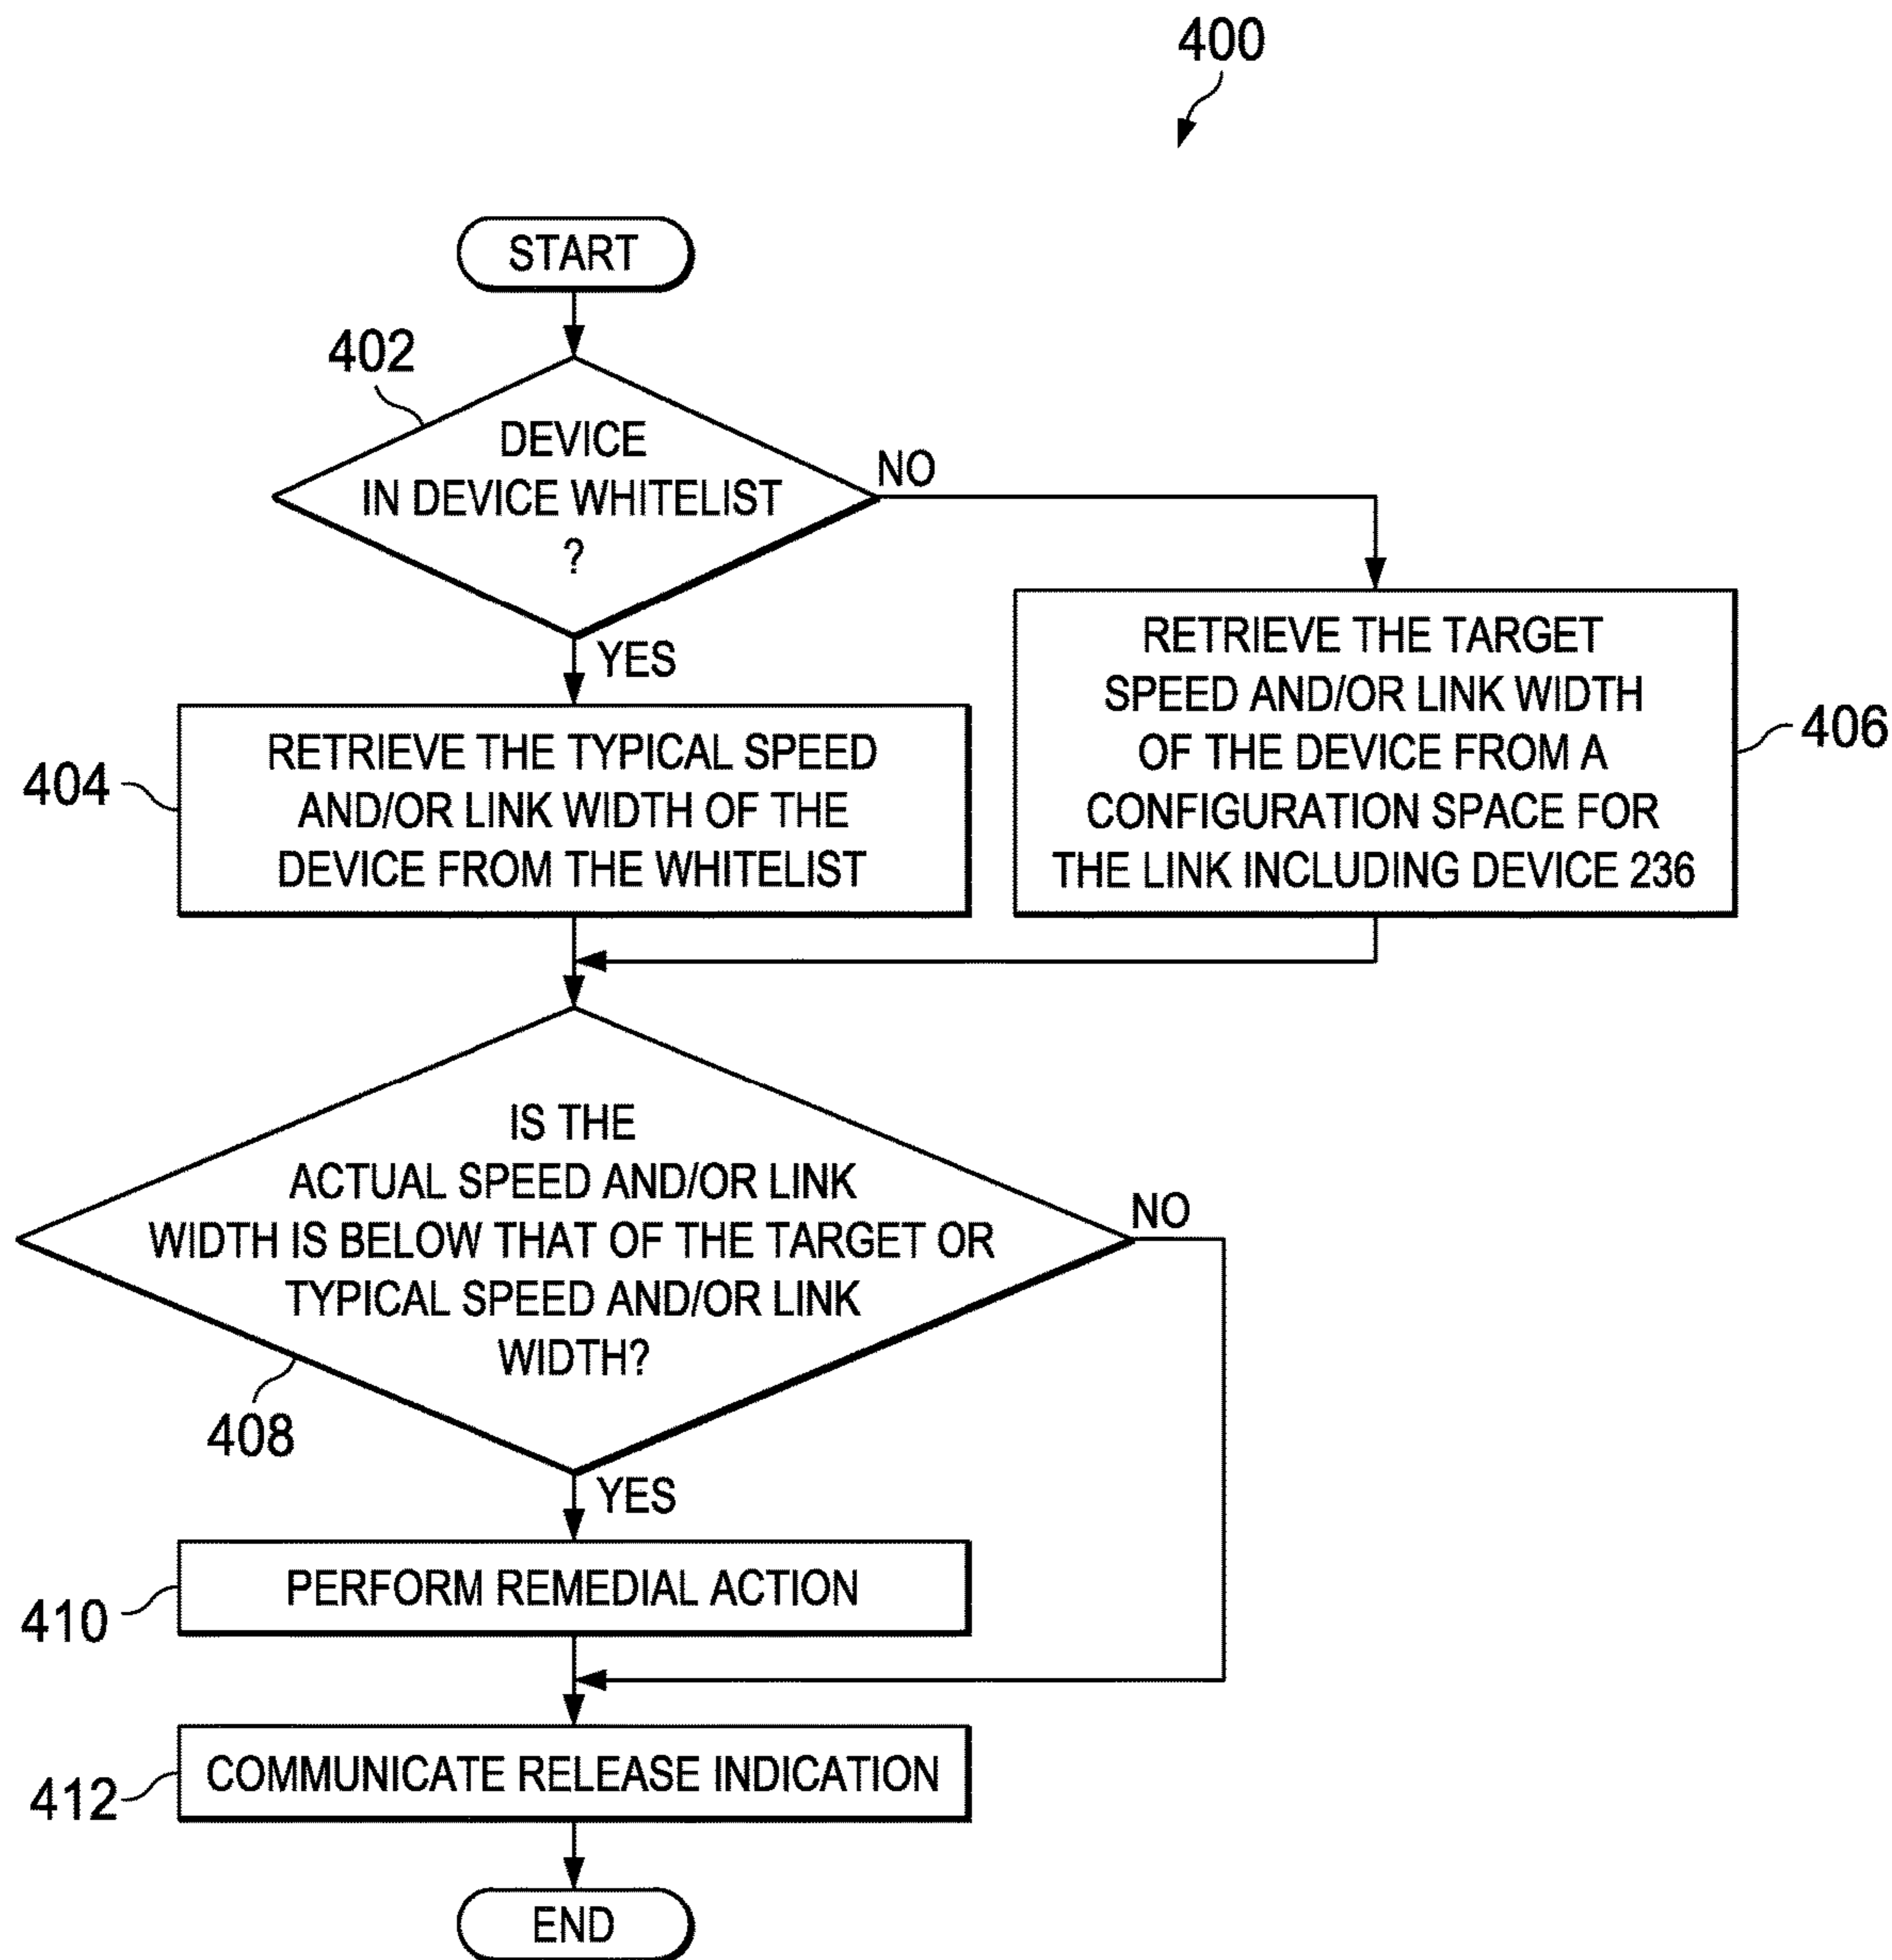 400
START
402
DEVICE
IN DEVICE WHITELIST
?
NO
YES
RETRIEVE THE TARGET
SPEED AND/OR LINK WIDTH
OF THE DEVICE FROM A
CONFIGURATION SPACE FOR
THE LINK INCLUDING DEVICE 236
406
404
RETRIEVE THE TYPICAL SPEED
AND/OR LINK WIDTH OF THE
DEVICE FROM THE WHITELIST
IS THE
ACTUAL SPEED AND/OR LINK
WIDTH IS BELOW THAT OF THE TARGET OR
TYPICAL SPEED AND/OR LINK
WIDTH?
NO
408
YES
PERFORM REMEDIAL ACTION
410
COMMUNICATE RELEASE INDICATION
412
END